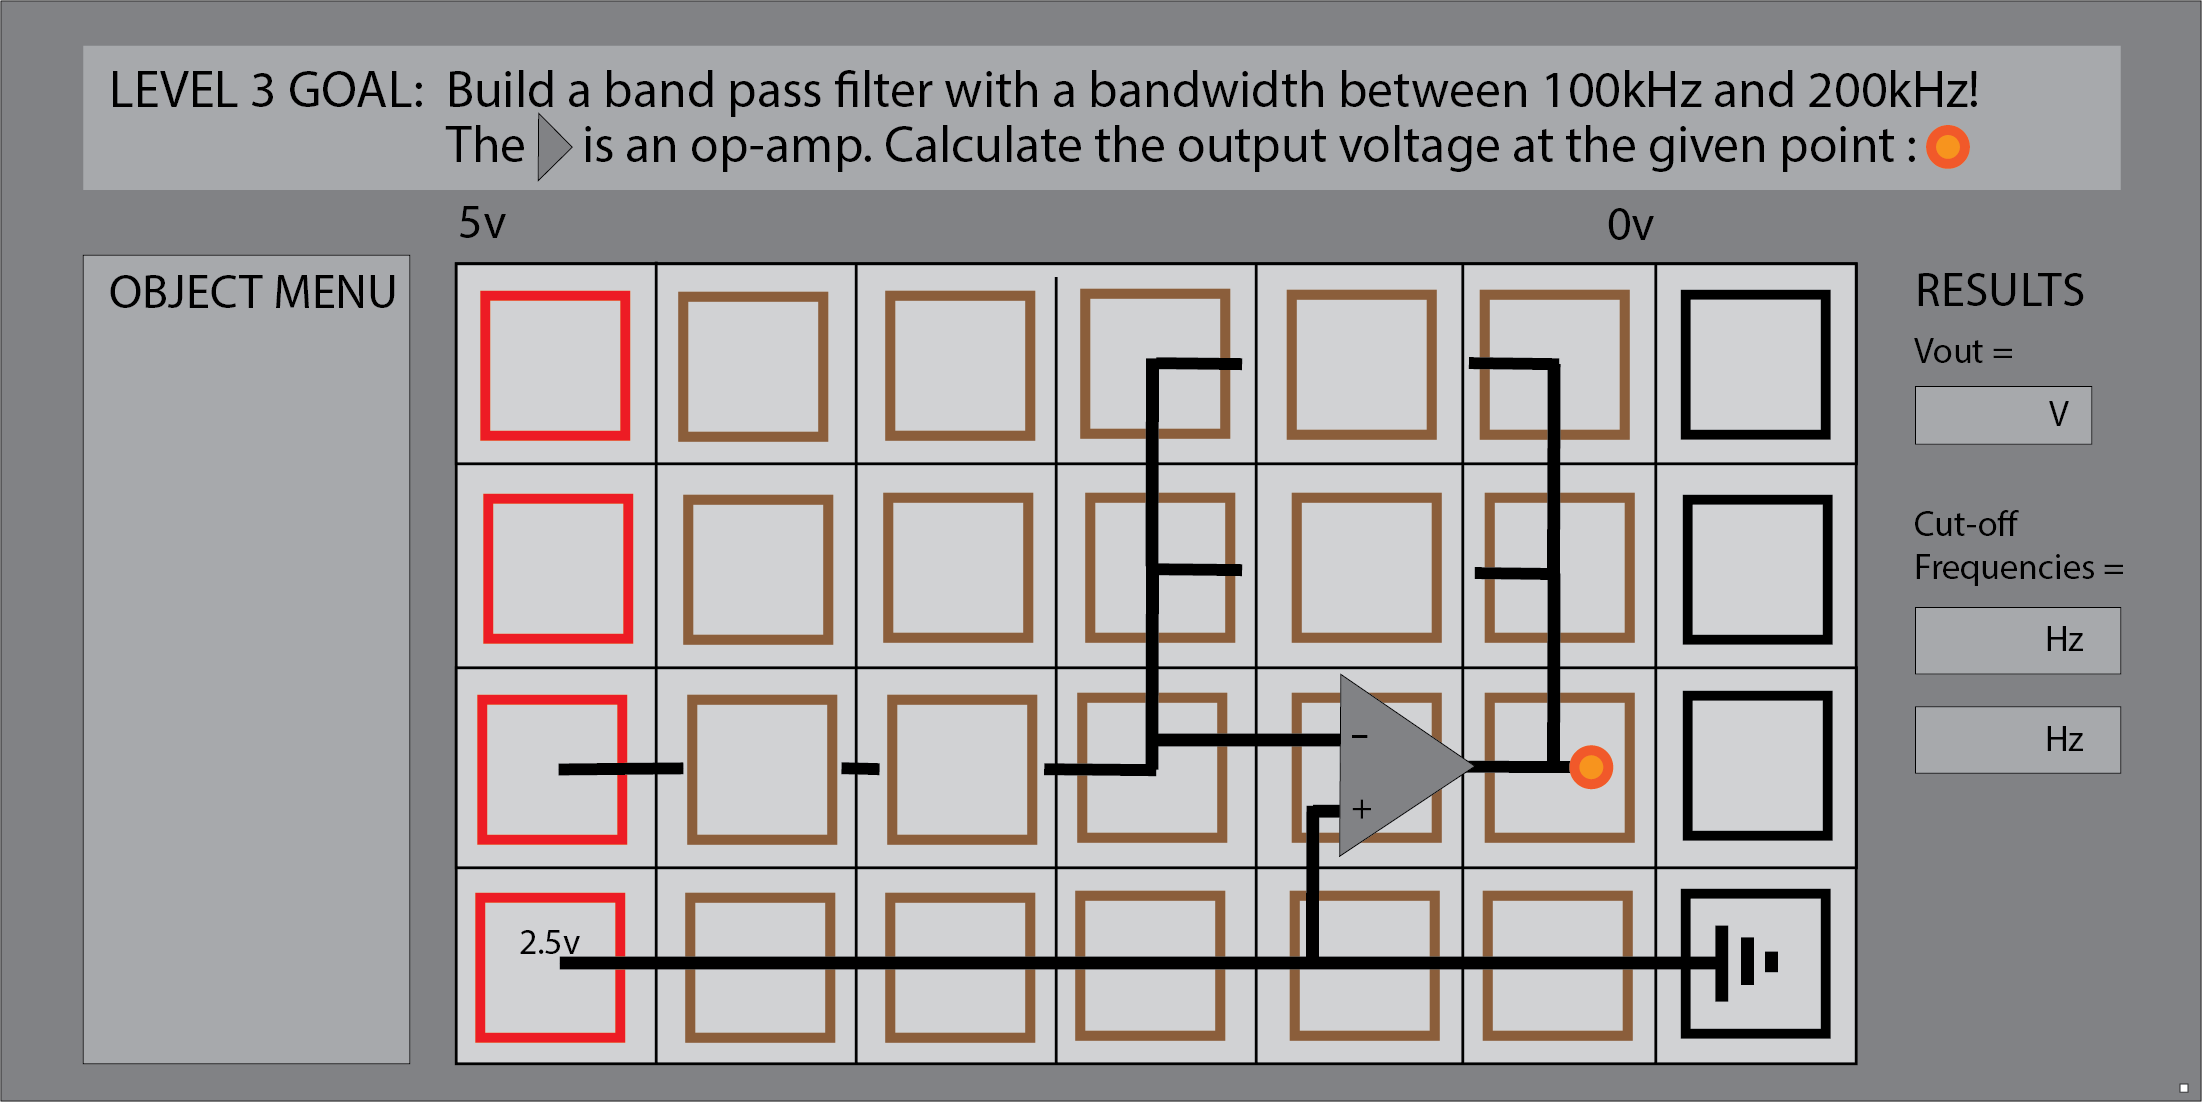 LEVEL 3 GOAL: Build a band pass filter with a bandwidth between 100kHz and 200kHz!
The is an op-amp. Calculate the output voltage at the given point :
5v
0v
OBJECT MENU
RESULTS
Vout =
V
Cut-off
Frequencies =
Hz
Hz
−
+
2.5v